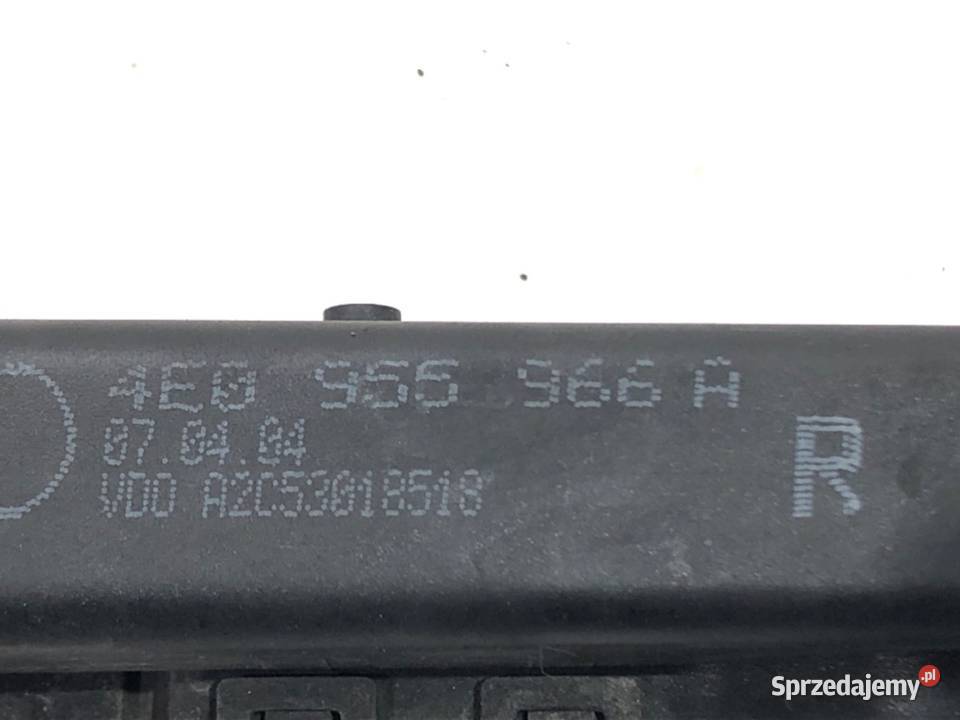 4E0 966 966 A
07.04.04
VDO A2C53018518
R
Sprzedajemy.pl